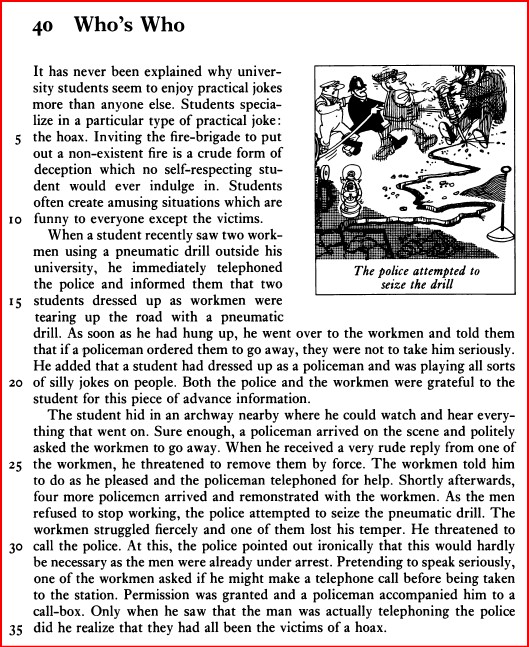 40 Who's Who
It has never been explained why univer-
sity students seem to enjoy practical jokes
more than anyone else. Students specia-
lize in a particular type of practical joke:
5 the hoax. Inviting the fire-brigade to put
out a non-existent fire is a crude form of
deception which no self-respecting stu-
dent would ever indulge in. Students
often create amusing situations which are
10 funny to everyone except the victims.
When a student recently saw two work-
men using a pneumatic drill outside his
university, he immediately telephoned
the police and informed them that two
15 students dressed up as workmen were
tearing up the road with a pneumatic
The police attempted to
seize the drill
drill. As soon as he had hung up, he went over to the workmen and told them
that if a policeman ordered them to go away, they were not to take him seriously.
He added that a student had dressed up as a policeman and was playing all sorts
20 of silly jokes on people. Both the police and the workmen were grateful to the
student for this piece of advance information.
The student hid in an archway nearby where he could watch and hear every-
thing that went on. Sure enough, a policeman arrived on the scene and politely
asked the workmen to go away. When he received a very rude reply from one of
25 the workmen, he threatened to remove them by force. The workmen told him
to do as he pleased and the policeman telephoned for help. Shortly afterwards,
four more policemen arrived and remonstrated with the workmen. As the men
refused to stop working, the police attempted to seize the pneumatic drill. The
workmen struggled fiercely and one of them lost his temper. He threatened to
30 call the police. At this, the police pointed out ironically that this would hardly
be necessary as the men were already under arrest. Pretending to speak seriously,
one of the workmen asked if he might make a telephone call before being taken
to the station. Permission was granted and a policeman accompanied him to a
call-box. Only when he saw that the man was actually telephoning the police
35 did he realize that they had all been the victims of a hoax.